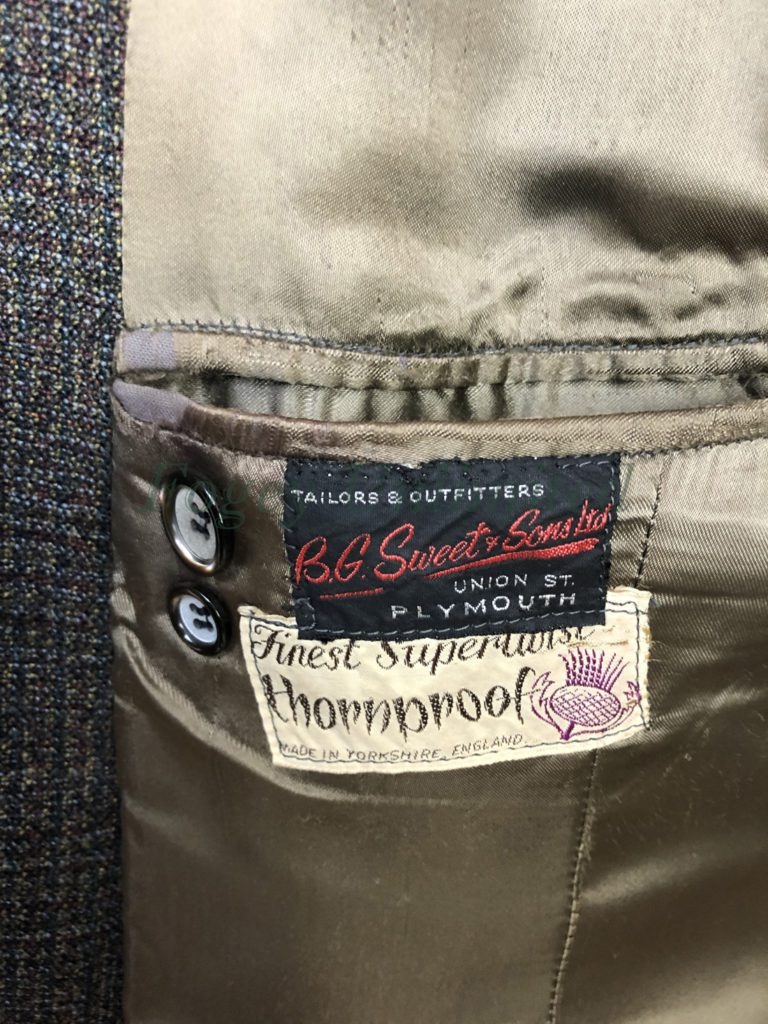 TAILORS & OUTFITTERS
B.G. Sweet & Sons Ltd
UNION ST.
PLYMOUTH
Finest Supertwist
thornproof
MADE IN YORKSHIRE, ENGLAND